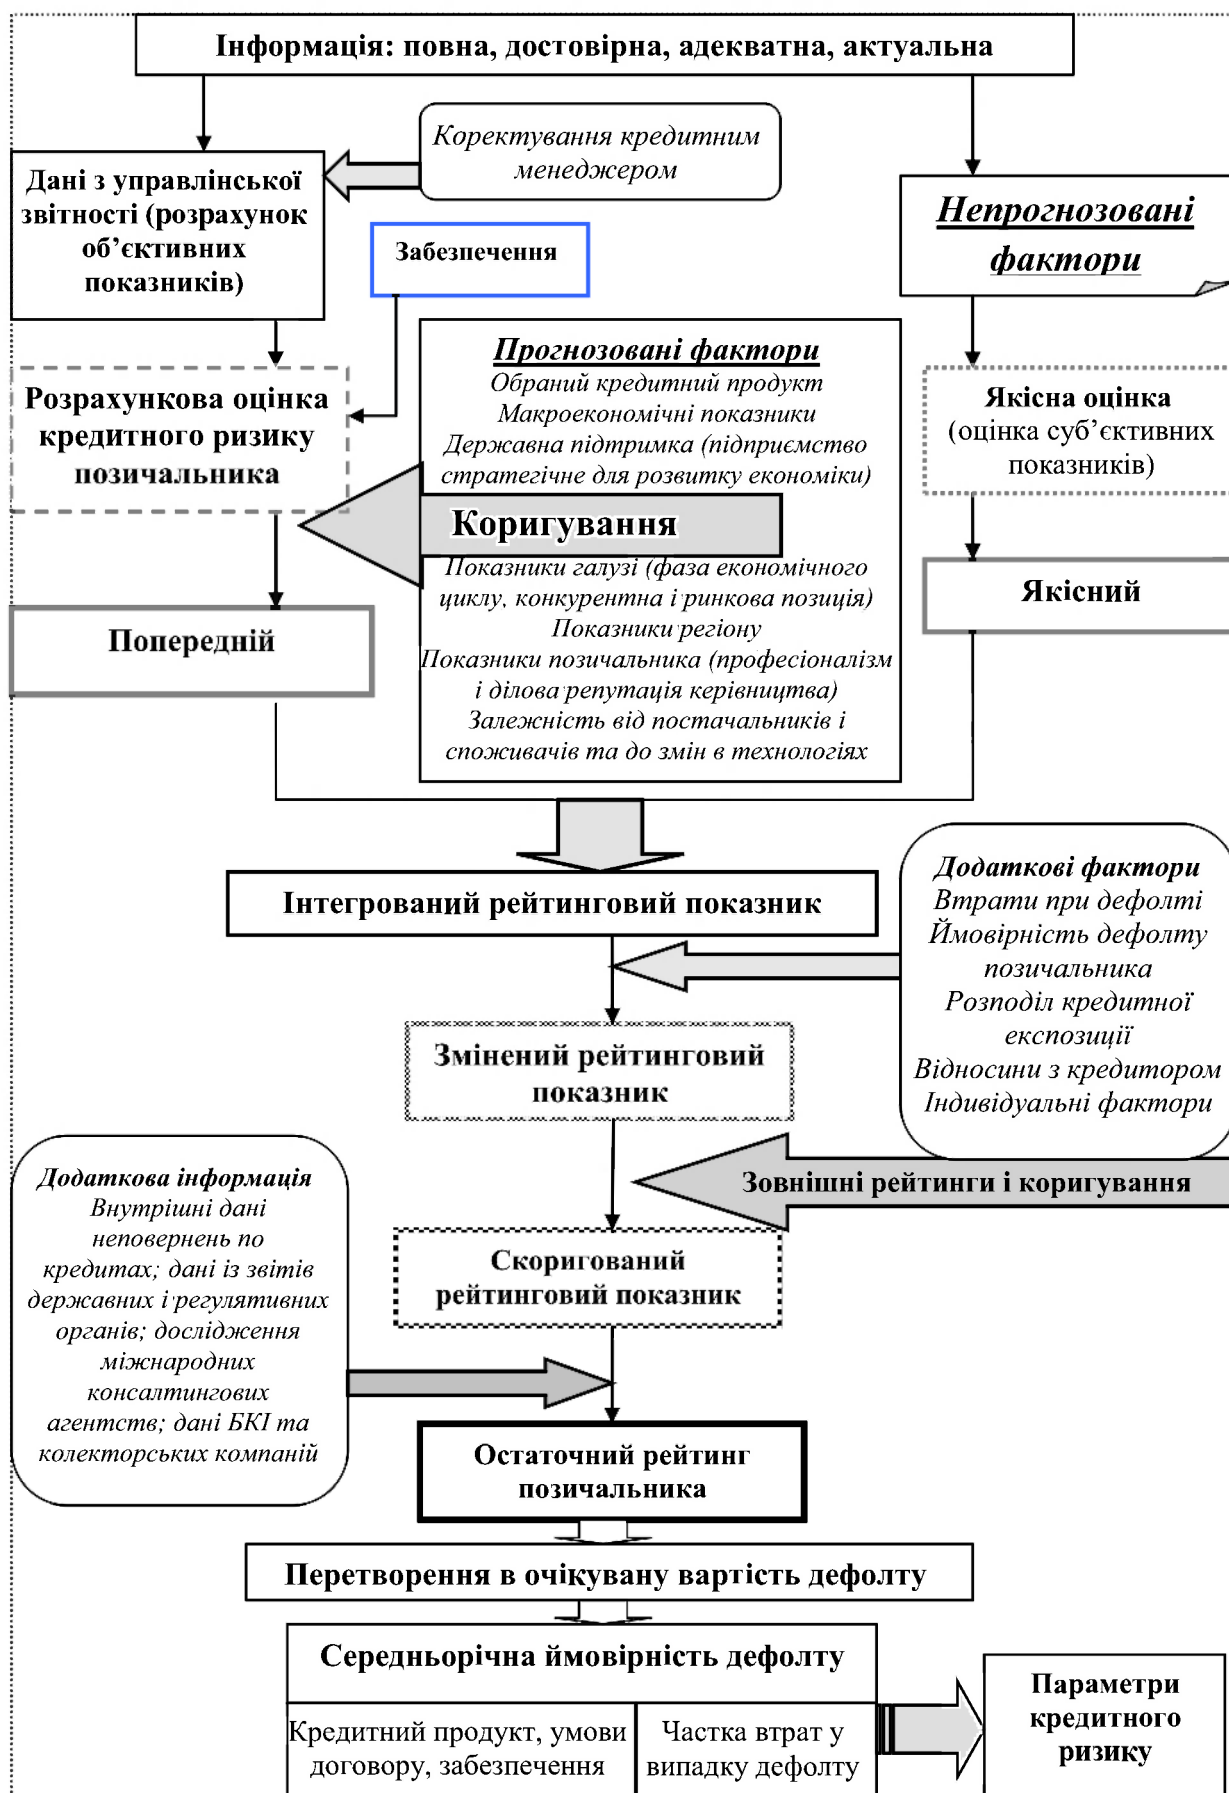 Інформація: повна, достовірна, адекватна, актуальна
Коректування кредитним
менеджером
Дані з управлінської
звітності (розрахунок
об’єктивних
показників)
Забезпечення
Непрогнозовані
фактори
Розрахункова оцінка
кредитного ризику
позичальника
Прогнозовані фактори
Обраний кредитний продукт
Макроекономічні показники
Державна підтримка (підприємство
стратегічне для розвитку економіки)
Коригування
Показники галузі (фаза економічного
циклу, конкурентна і ринкова позиція)
Показники регіону
Показники позичальника (професіоналізм
і ділова репутація керівництва)
Залежність від постачальників і
споживачів та до змін в технологіях
Якісна оцінка
(оцінка суб’єктивних
показників)
Попередній
Якісний
Інтегрований рейтинговий показник
Додаткові фактори
Втрати при дефолті
Ймовірність дефолту
позичальника
Розподіл кредитної
експозиції
Відносини з кредитором
Індивідуальні фактори
Змінений рейтинговий
показник
Зовнішні рейтинги і коригування
Додаткова інформація
Внутрішні дані
неповернень по
кредитах; дані із звітів
державних і регулятивних
органів; дослідження
міжнародних
консалтингових
агентств; дані БКІ та
колекторських компаній
Скоригований
рейтинговий показник
Остаточний рейтинг
позичальника
Перетворення в очікувану вартість дефолту
Середньорічна ймовірність дефолту
Кредитний продукт, умови
договору, забезпечення
Частка втрат у
випадку дефолту
Параметри
кредитного
ризику